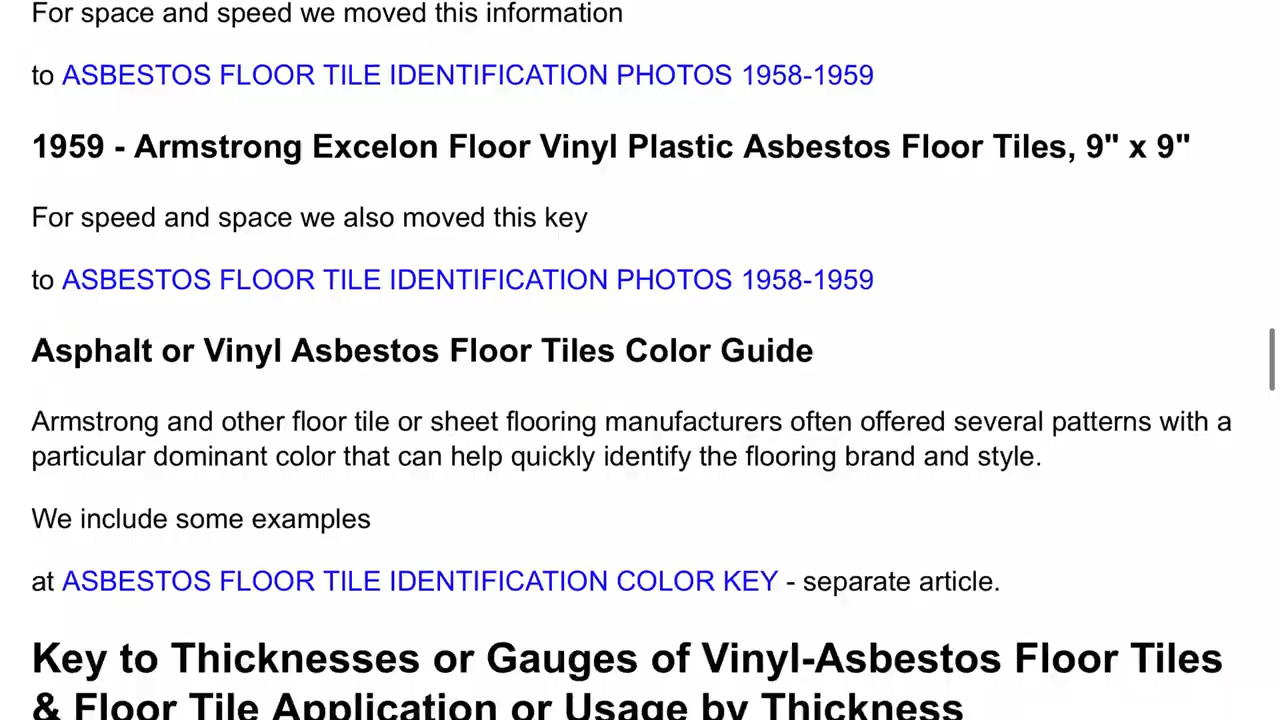 For space and speed we moved this information
to ASBESTOS FLOOR TILE IDENTIFICATION PHOTOS 1958-1959
1959 - Armstrong Excelon Floor Vinyl Plastic Asbestos Floor Tiles, 9" x 9"
For speed and space we also moved this key
to ASBESTOS FLOOR TILE IDENTIFICATION PHOTOS 1958-1959
Asphalt or Vinyl Asbestos Floor Tiles Color Guide
Armstrong and other floor tile or sheet flooring manufacturers often offered several patterns with a
particular dominant color that can help quickly identify the flooring brand and style.
We include some examples
at ASBESTOS FLOOR TILE IDENTIFICATION COLOR KEY - separate article.
Key to Thicknesses or Gauges of Vinyl-Asbestos Floor Tiles
& Floor Tile Application or Usage by Thickness